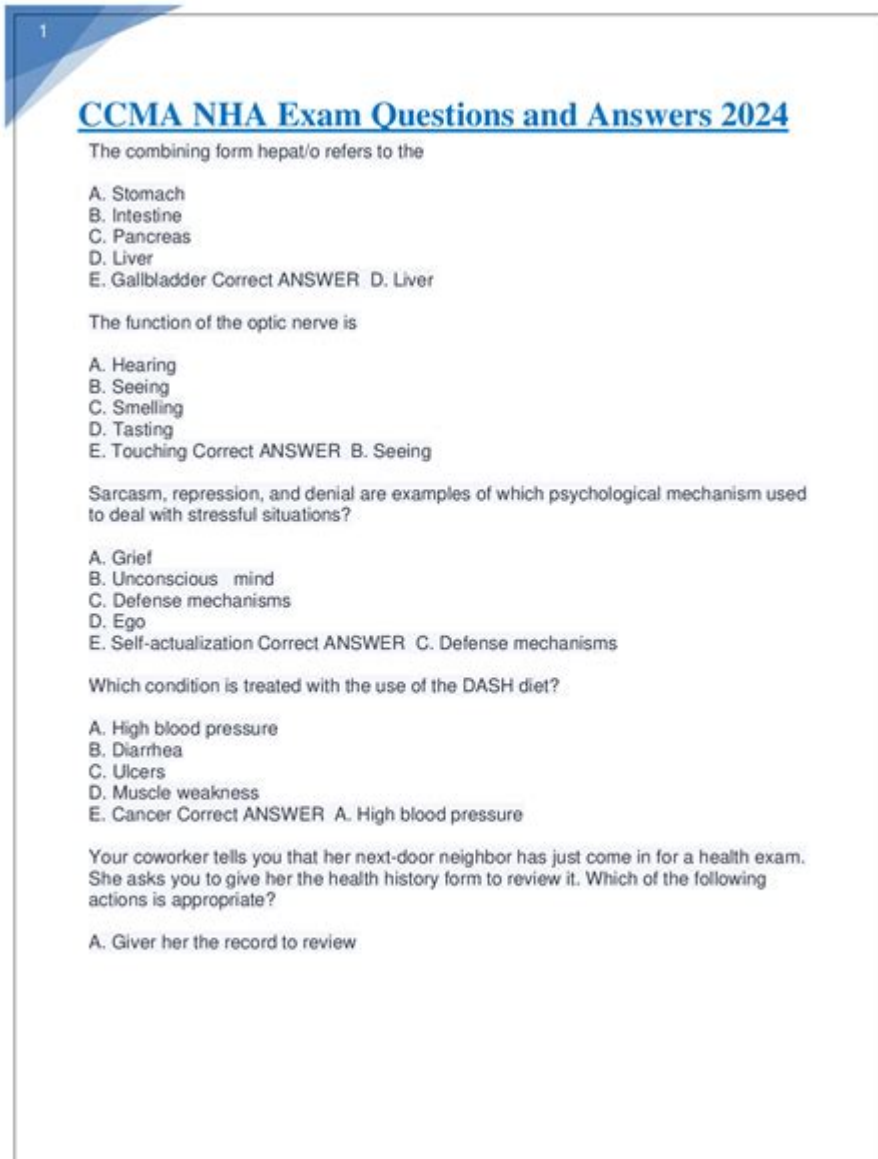 1
CCMA NHA Exam Questions and Answers 2024
The combining form hepat/o refers to the
A. Stomach
B. Intestine
C. Pancreas
D. Liver
E. Gallbladder Correct ANSWER D. Liver
The function of the optic nerve is
A. Hearing
B. Seeing
C. Smelling
D. Tasting
E. Touching Correct ANSWER B. Seeing
Sarcasm, repression, and denial are examples of which psychological mechanism used
to deal with stressful situations?
A. Grief
B. Unconscious mind
C. Defense mechanisms
D. Ego
E. Self-actualization Correct ANSWER C. Defense mechanisms
Which condition is treated with the use of the DASH diet?
A. High blood pressure
B. Diarrhea
C. Ulcers
D. Muscle weakness
E. Cancer Correct ANSWER A. High blood pressure
Your coworker tells you that her next-door neighbor has just come in for a health exam.
She asks you to give her the health history form to review it. Which of the following
actions is appropriate?
A. Giver her the record to review